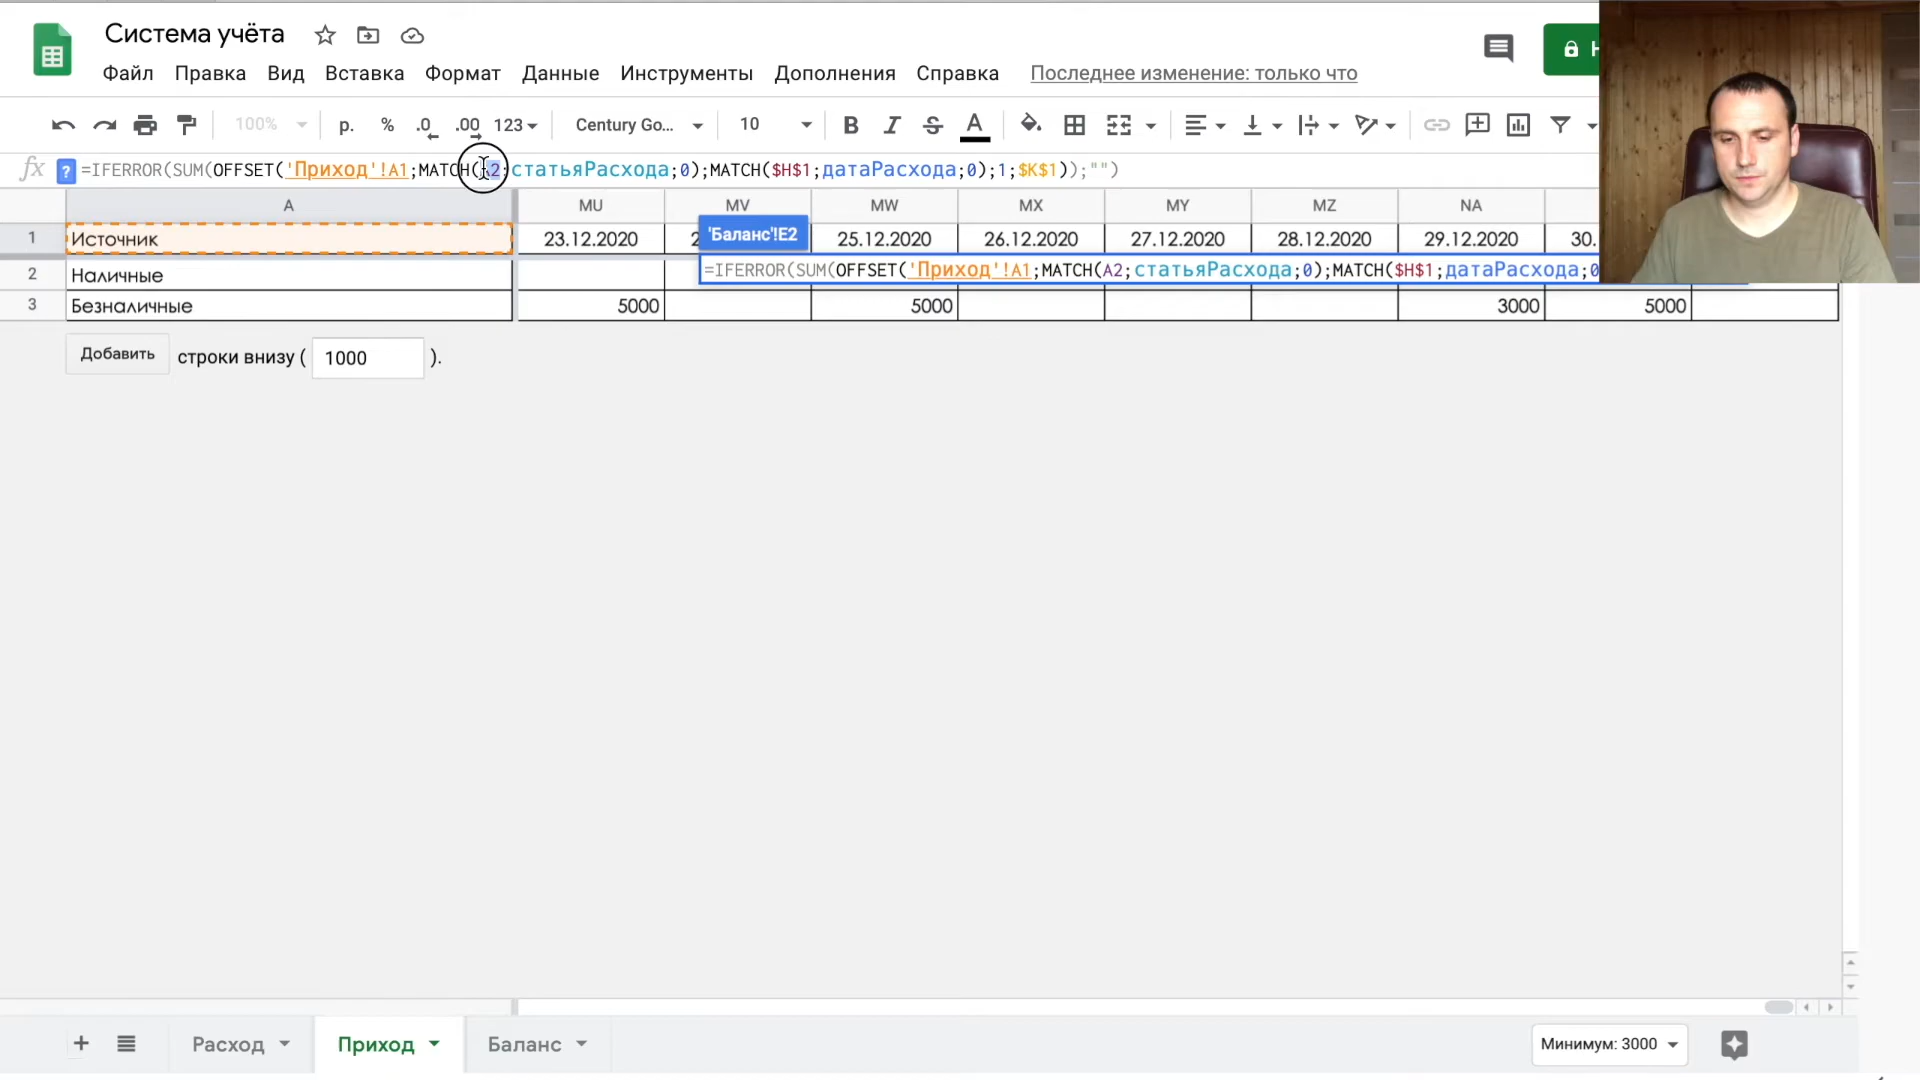 Система учёта
Файл Правка Вид Вставка Формат Данные Инструменты Дополнения Справка Последнее изменение: только что
100% р. % .0 .00 123 Century Go... 10 B I S A
fx ? =IFERROR(SUM(OFFSET('Приход'!A1;MATCH(A2;статьяРасхода;0);MATCH($H$1;датаРасхода;0);1;$K$1));"")
A MU MV MW MX MY MZ NA
1 Источник 23.12.2020 2 'Баланс'!E2 25.12.2020 26.12.2020 27.12.2020 28.12.2020 29.12.2020 30.
2 Наличные =IFERROR(SUM(OFFSET('Приход'!A1;MATCH(A2;статьяРасхода;0);MATCH($H$1;датаРасхода;0
3 Безналичные 5000 5000 3000 5000
Добавить строки внизу ( 1000 ).
Расход Приход Баланс Минимум: 3000